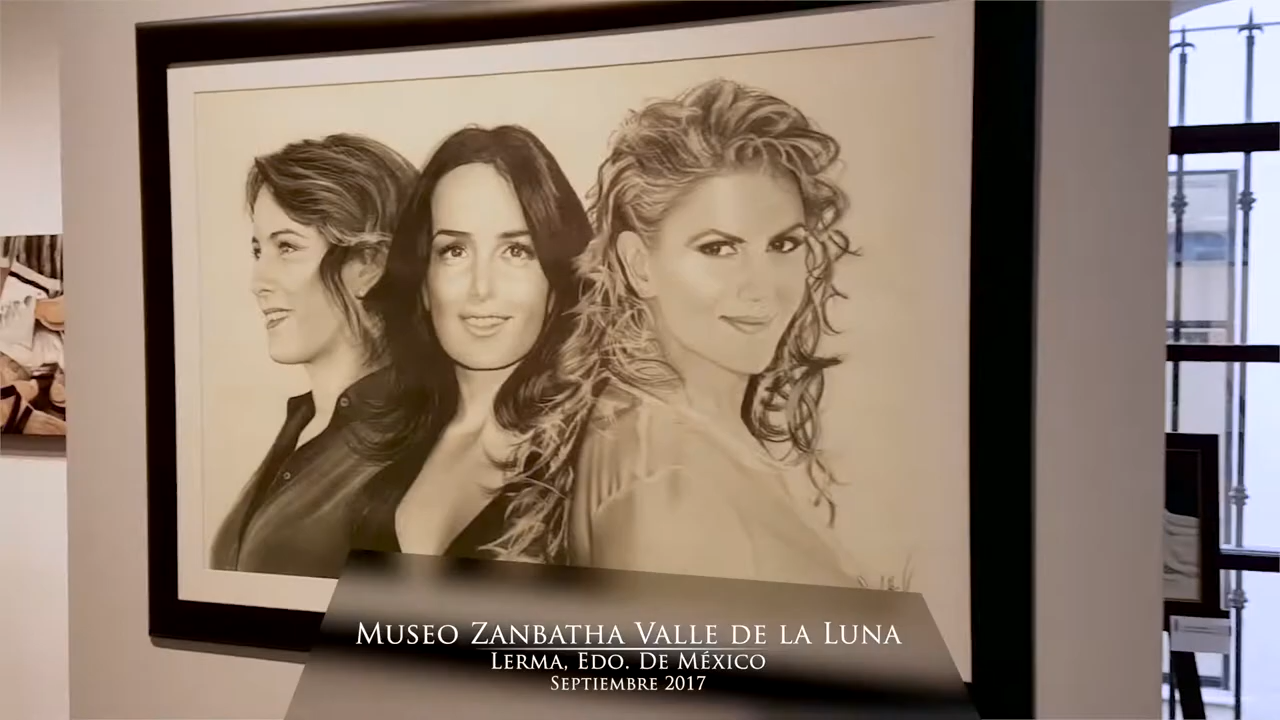 Museo Zanbatha Valle de la Luna
Lerma, Edo. De México
Septiembre 2017